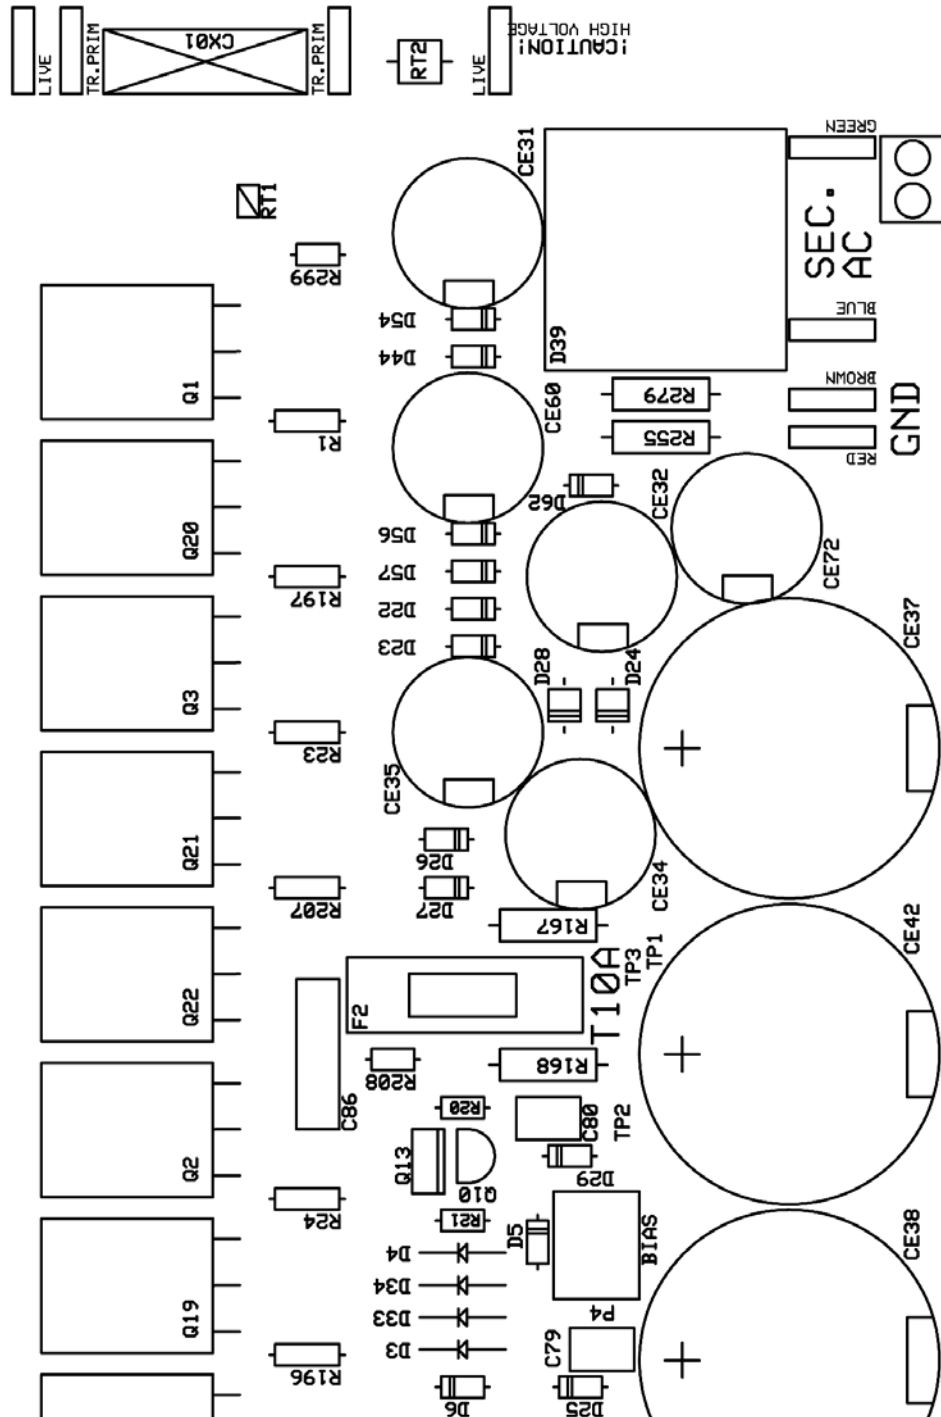 LIVE
TR.PRIM
CX01
TR.PRIM
RT2
LIVE
!CAUTION!
HIGH VOLTAGE
CE31
GREEN
RT1
SEC.
AC
R299
D54
BLUE
D39
D44
Q1
BROWN
R279
CE60
GND
R1
R255
RED
D62
CE32
Q20
D56
CE72
D57
R197
D22
CE37
D23
D28
D24
Q3
R23
CE35
Q21
D26
CE34
R207
D27
R167
CE42
TP1
TP3
T10A
Q22
F2
R208
R168
C86
R20
C80
TP2
Q13
Q2
Q10
D29
R24
R21
D5
BIAS
CE38
D4
D34
Q19
D33
P4
D3
C79
R196
D6
D25